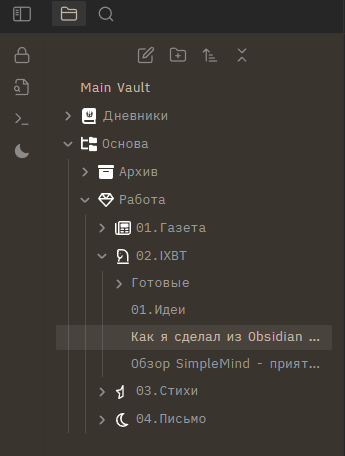 Main Vault
Дневники
Основа
Архив
Работа
01.Газета
02.IXBT
Готовые
01.Идеи
Как я сделал из Obsidian ...
Обзор SimpleMind - прият...
03.Стихи
04.Письмо